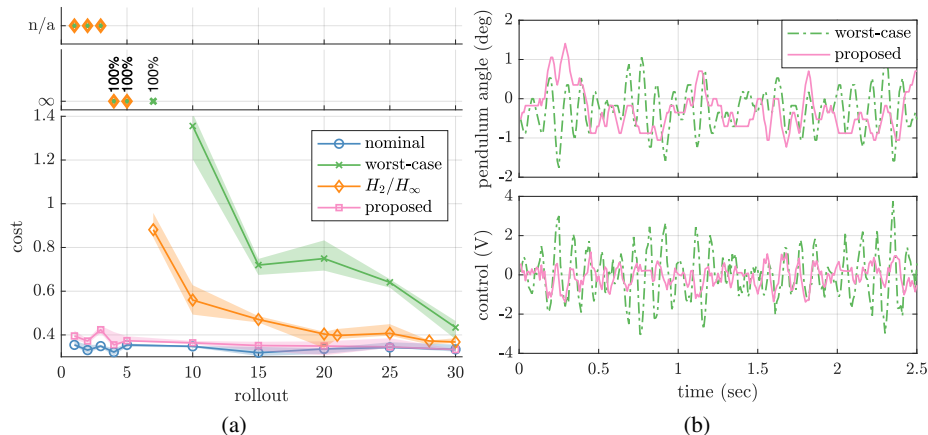 n/a
100%
100%
100%
∞
1.4
1.2
1
0.8
0.6
0.4
cost
nominal
worst-case
H₂/H∞
proposed
0
5
10
15
20
25
30
rollout
(a)
pendulum angle (deg)
2
1
0
-1
-2
worst-case
proposed
control (V)
4
2
0
-2
-4
0
0.5
1
1.5
2
2.5
time (sec)
(b)